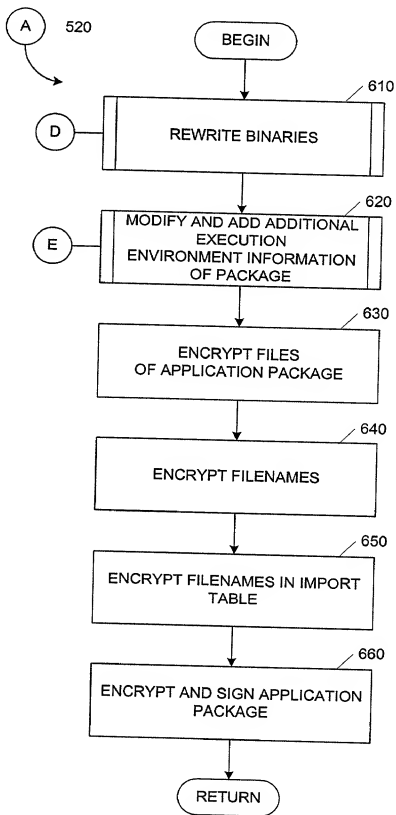 A
520
BEGIN
610
D
REWRITE BINARIES
620
E
MODIFY AND ADD ADDITIONAL
EXECUTION
ENVIRONMENT INFORMATION
OF PACKAGE
630
ENCRYPT FILES
OF APPLICATION PACKAGE
640
ENCRYPT FILENAMES
650
ENCRYPT FILENAMES IN IMPORT
TABLE
660
ENCRYPT AND SIGN APPLICATION
PACKAGE
RETURN